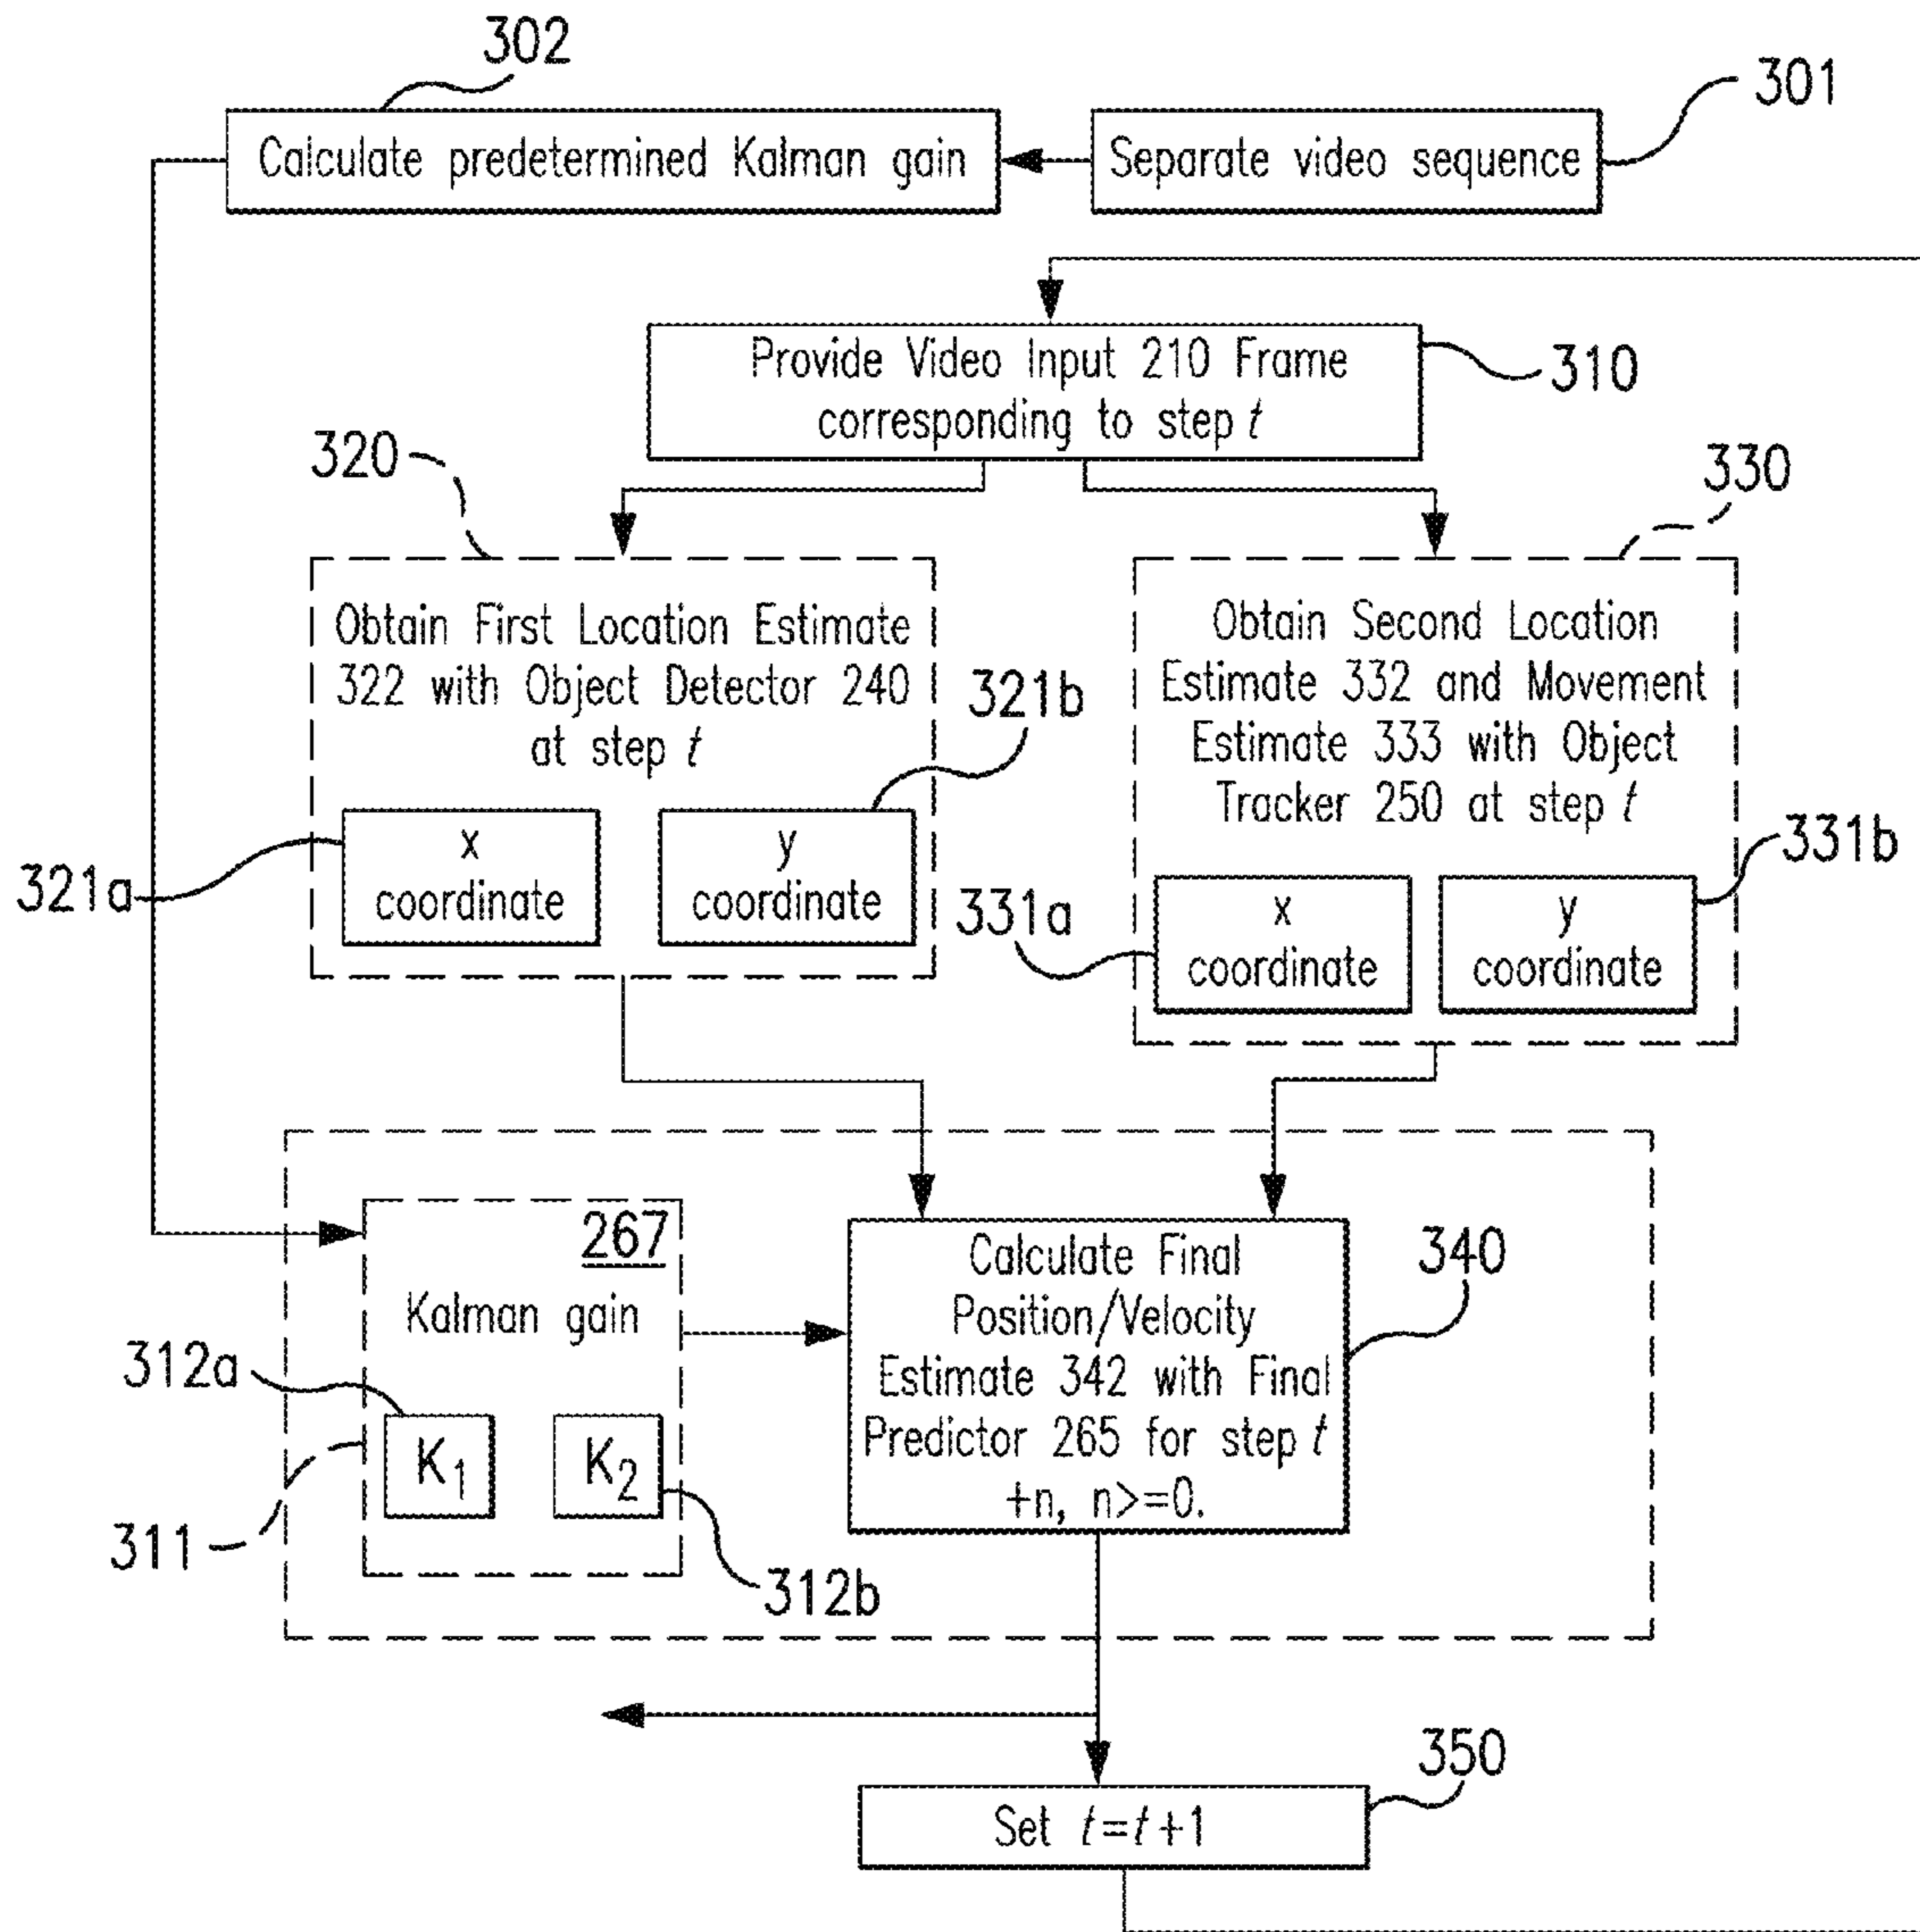 302
301
Calculate predetermined Kalman gain
Separate video sequence
Provide Video Input 210 Frame
corresponding to step t
310
320
330
Obtain First Location Estimate
322 with Object Detector 240
at step t
321b
x
coordinate
y
coordinate
321a
Obtain Second Location
Estimate 332 and Movement
Estimate 333 with Object
Tracker 250 at step t
331b
331a
x
coordinate
y
coordinate
267
Kalman gain
312a
K1
K2
311
312b
Calculate Final
Position/Velocity
Estimate 342 with Final
Predictor 265 for step t
+n, n>=0.
340
350
Set t=t+1